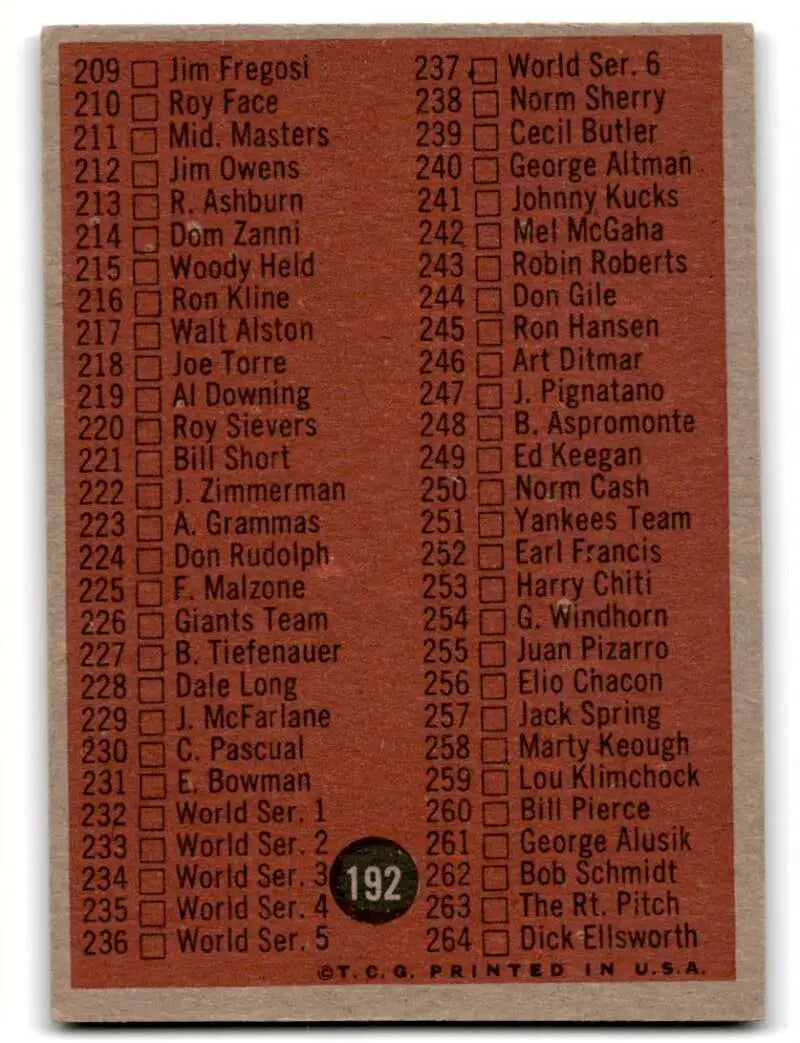 209 Jim Fregosi
210 Roy Face
211 Mid. Masters
212 Jim Owens
213 R. Ashburn
214 Dom Zanni
215 Woody Held
216 Ron Kline
217 Walt Alston
218 Joe Torre
219 Al Downing
220 Roy Sievers
221 Bill Short
222 J. Zimmerman
223 A. Grammas
224 Don Rudolph
225 F. Malzone
226 Giants Team
227 B. Tiefenauer
228 Dale Long
229 J. McFarlane
230 C. Pascual
231 E. Bowman
232 World Ser. 1
233 World Ser. 2
234 World Ser. 3
235 World Ser. 4
236 World Ser. 5
192
237 World Ser. 6
238 Norm Sherry
239 Cecil Butler
240 George Altman
241 Johnny Kucks
242 Mel McGaha
243 Robin Roberts
244 Don Gile
245 Ron Hansen
246 Art Ditmar
247 J. Pignatano
248 B. Aspromonte
249 Ed Keegan
250 Norm Cash
251 Yankees Team
252 Earl Francis
253 Harry Chiti
254 G. Windhorn
255 Juan Pizarro
256 Elio Chacon
257 Jack Spring
258 Marty Keough
259 Lou Klimchock
260 Bill Pierce
261 George Alusik
262 Bob Schmidt
263 The Rt. Pitch
264 Dick Ellsworth
©T.C.G. PRINTED IN U.S.A.